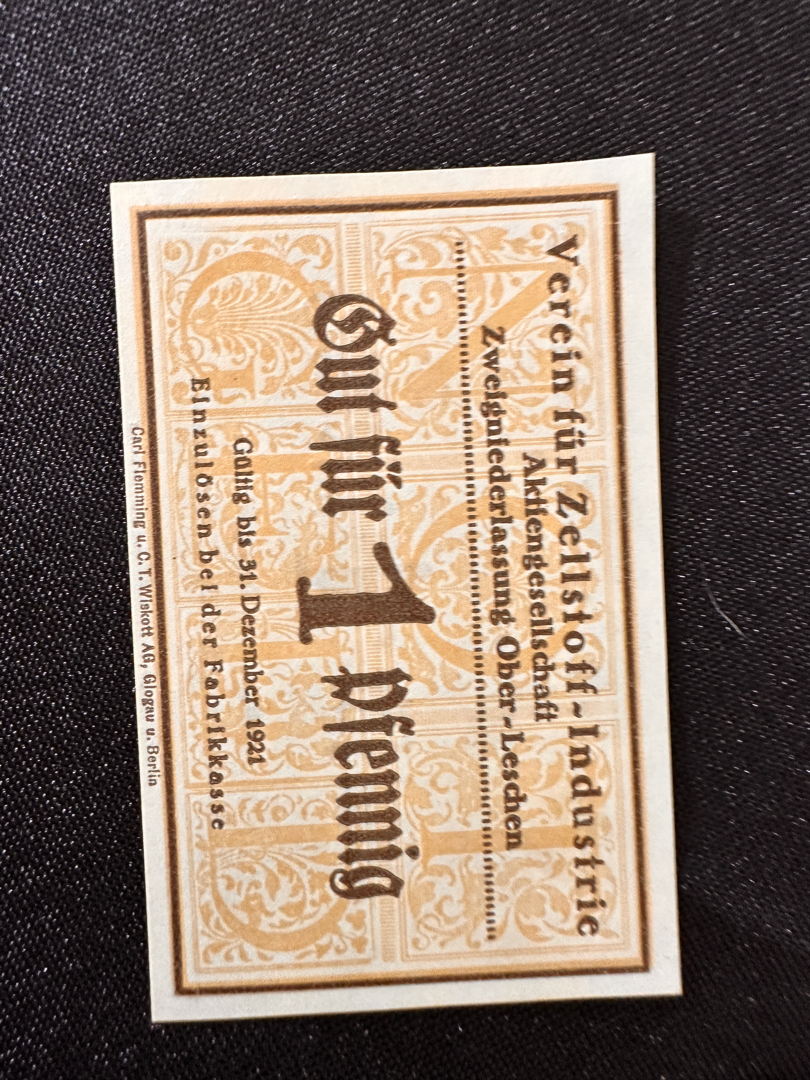 Verein für Zellstoff-Industrie
Aktiengesellschaft
Zweigniederlassung Ober-Leschen
Gut für 1 Pfennig
Gültig bis 31. Dezember 1921
Einzulösen bei der Fabrikkasse
Carl Flemming u. C. T. Wiskott AG, Glogau u. Berlin